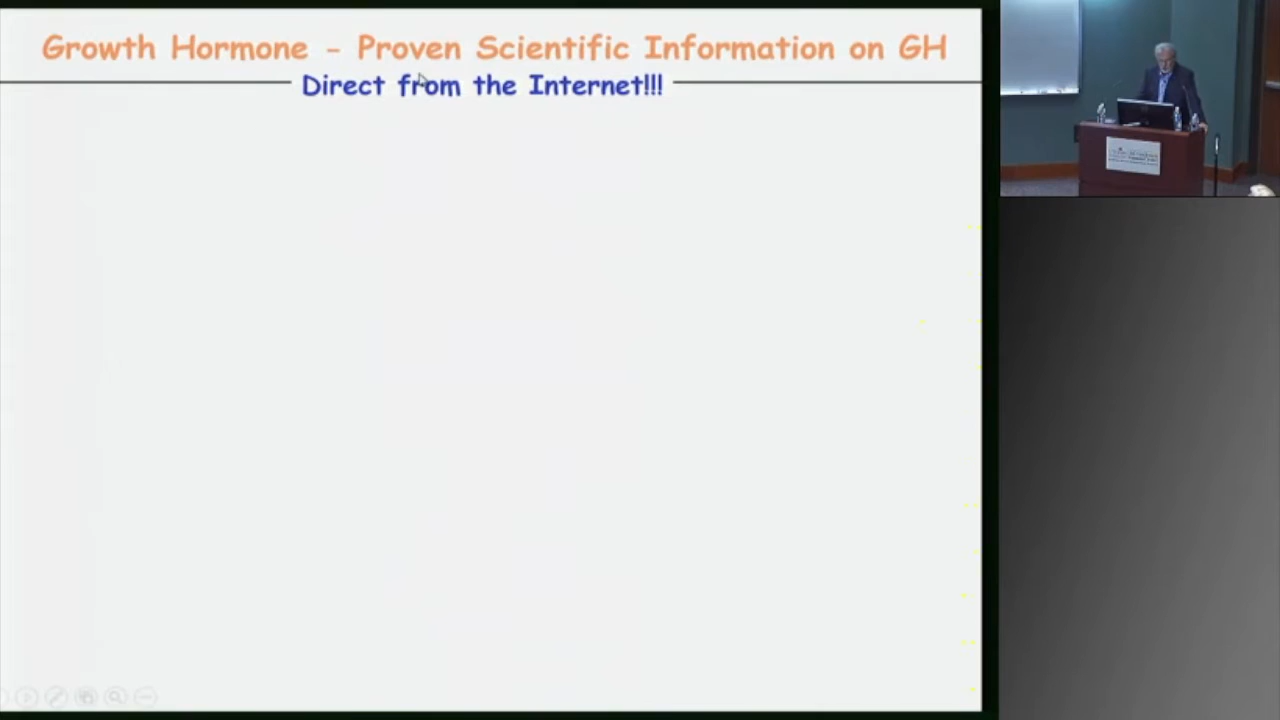 Growth Hormone - Proven Scientific Information on GH
Direct from the Internet!!!